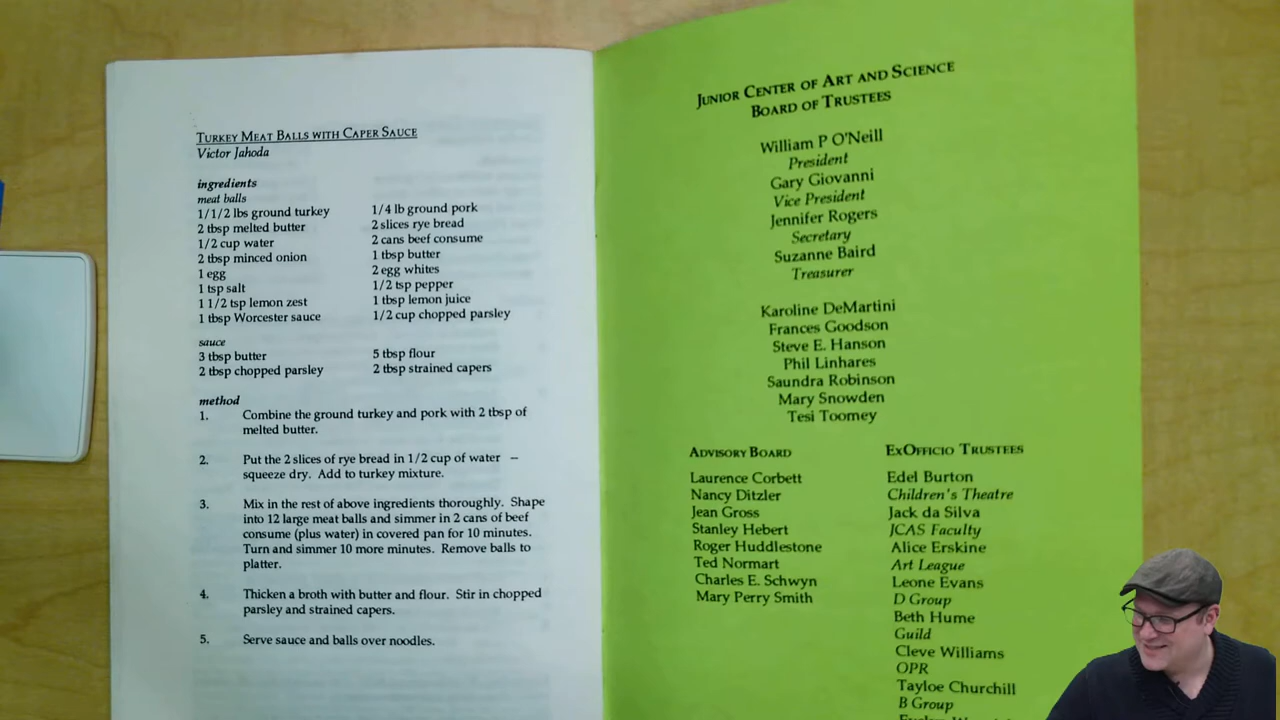 TURKEY MEAT BALLS WITH CAPER SAUCE
Victor Jahoda
ingredients
meat balls
1/1/2 lbs ground turkey
2 tbsp melted butter
1/2 cup water
2 tbsp minced onion
1 egg
1 tsp salt
1 1/2 tsp lemon zest
1 tbsp Worcester sauce
1/4 lb ground pork
2 slices rye bread
2 cans beef consume
1 tbsp butter
2 egg whites
1/2 tsp pepper
1 tbsp lemon juice
1/2 cup chopped parsley
sauce
3 tbsp butter
2 tbsp chopped parsley
5 tbsp flour
2 tbsp strained capers
method
1. Combine the ground turkey and pork with 2 tbsp of
melted butter.
2. Put the 2 slices of rye bread in 1/2 cup of water –
squeeze dry. Add to turkey mixture.
3. Mix in the rest of above ingredients thoroughly. Shape
into 12 large meat balls and simmer in 2 cans of beef
consume (plus water) in covered pan for 10 minutes.
Turn and simmer 10 more minutes. Remove balls to
platter.
4. Thicken a broth with butter and flour. Stir in chopped
parsley and strained capers.
5. Serve sauce and balls over noodles.
JUNIOR CENTER OF ART AND SCIENCE
BOARD OF TRUSTEES
William P O'Neill
President
Gary Giovanni
Vice President
Jennifer Rogers
Secretary
Suzanne Baird
Treasurer
Karoline DeMartini
Frances Goodson
Steve E. Hanson
Phil Linhares
Saundra Robinson
Mary Snowden
Tesi Toomey
ADVISORY BOARD
Laurence Corbett
Nancy Ditzler
Jean Gross
Stanley Hebert
Roger Huddlestone
Ted Normart
Charles E. Schwyn
Mary Perry Smith
EXOFFICIO TRUSTEES
Edel Burton
Children's Theatre
Jack da Silva
JCAS Faculty
Alice Erskine
Art League
Leone Evans
D Group
Beth Hume
Guild
Cleve Williams
OPR
Tayloe Churchill
B Group